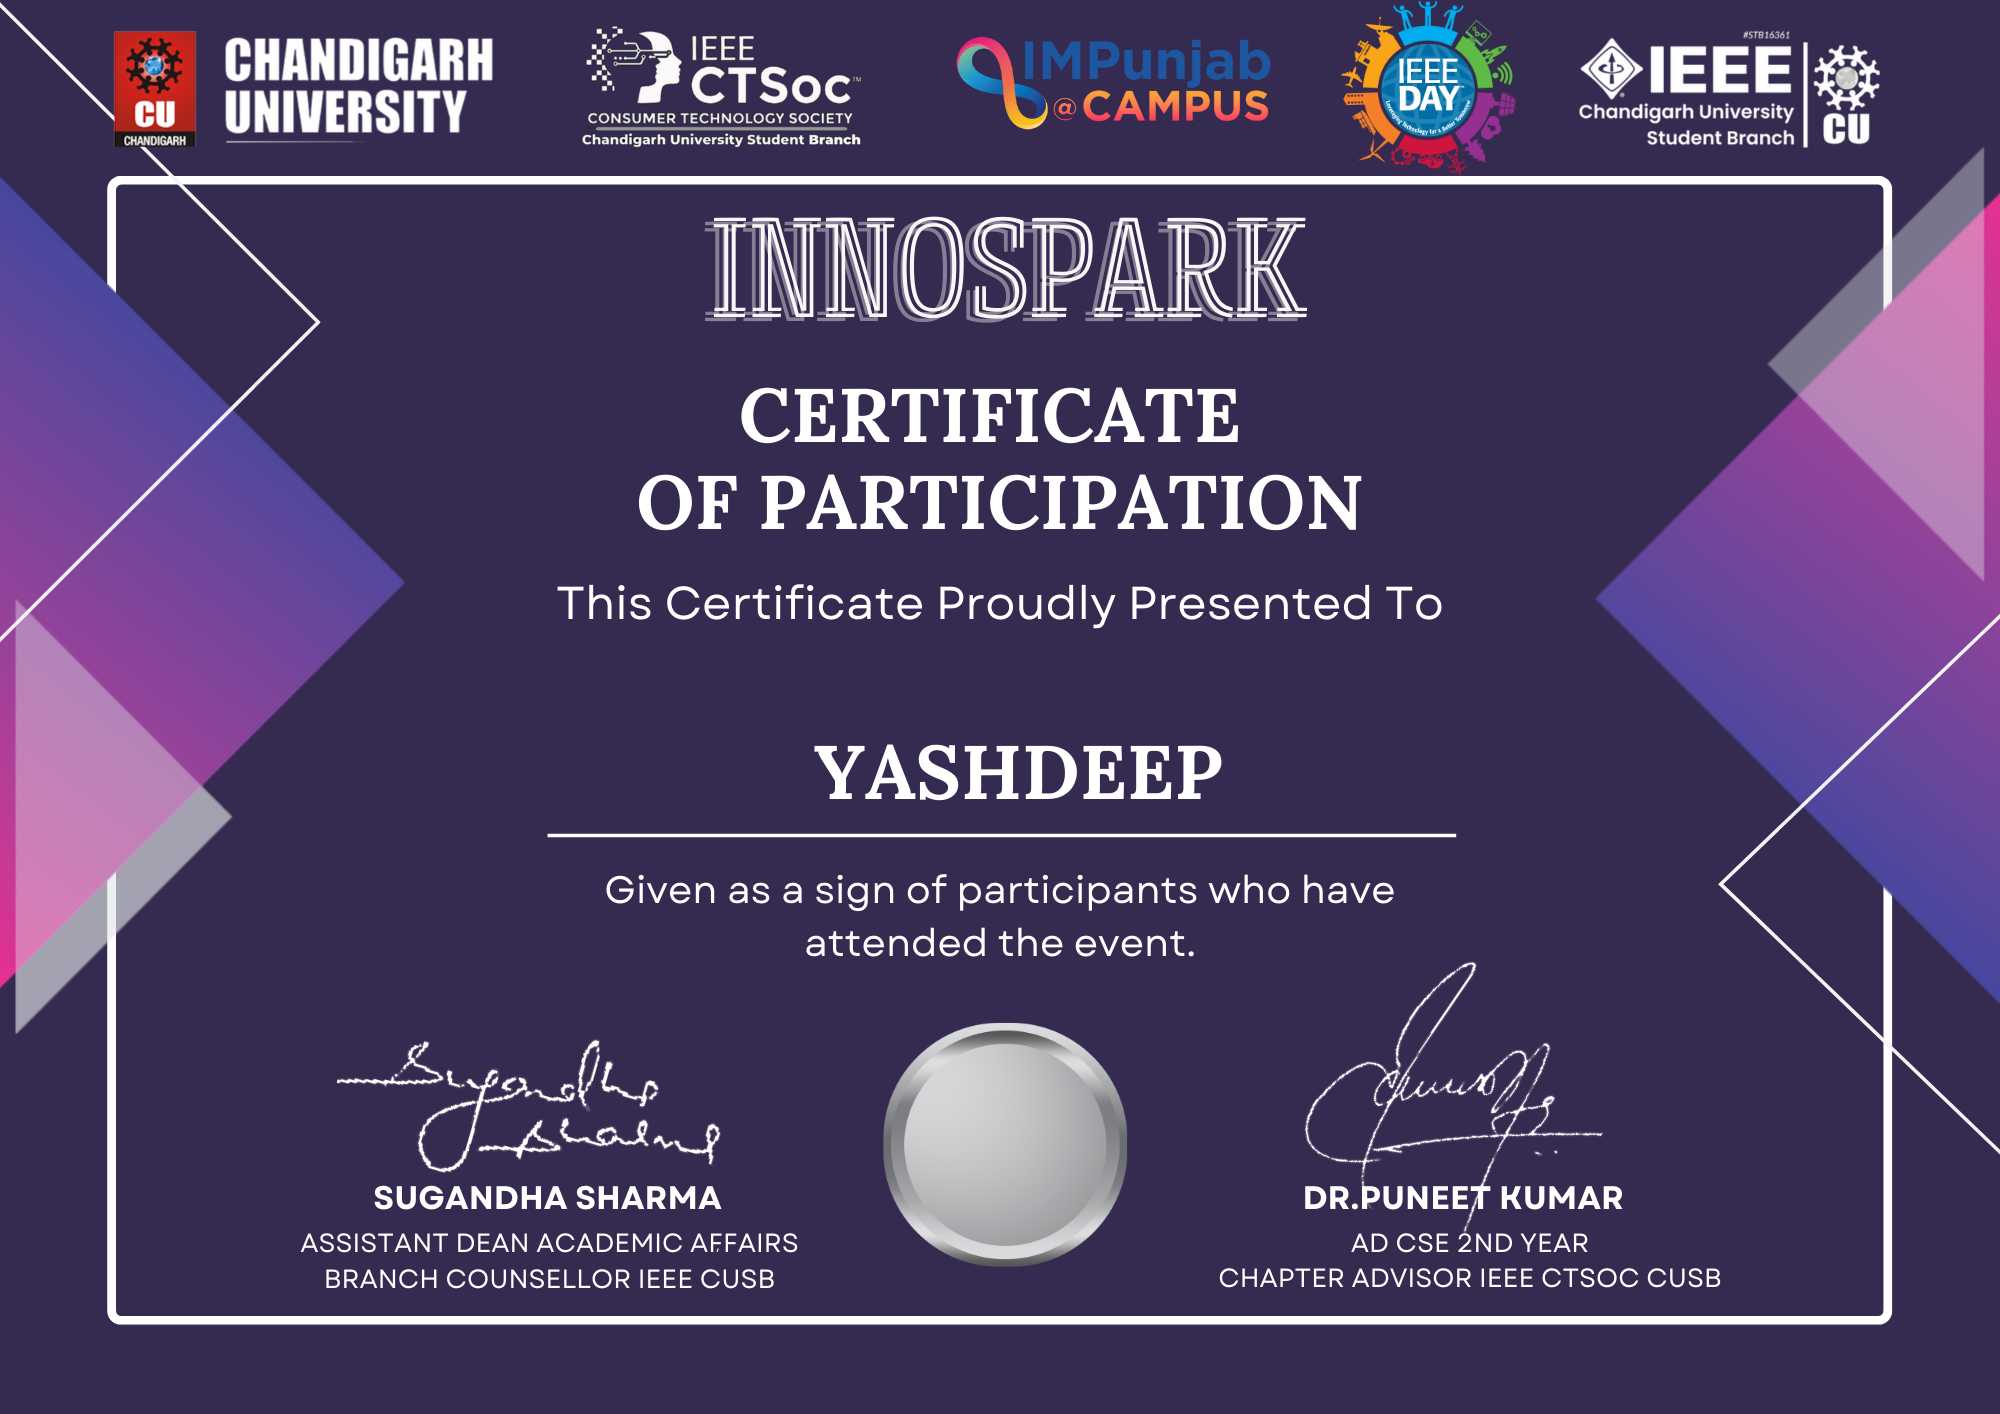 CU
CHANDIGARH
CHANDIGARH
UNIVERSITY
IEEE
CTSoc™
CONSUMER TECHNOLOGY SOCIETY
Chandigarh University Student Branch
IMPunjab
@CAMPUS
IEEE
DAY
Leveraging Technology for a Better Tomorrow
#STB16361
IEEE
Chandigarh University
Student Branch
CU
INNOSPARK
CERTIFICATE
OF PARTICIPATION
This Certificate Proudly Presented To
YASHDEEP
Given as a sign of participants who have
attended the event.
Sugandha
Sharma
SUGANDHA SHARMA
ASSISTANT DEAN ACADEMIC AFFAIRS
BRANCH COUNSELLOR IEEE CUSB
DR.PUNEET KUMAR
AD CSE 2ND YEAR
CHAPTER ADVISOR IEEE CTSOC CUSB